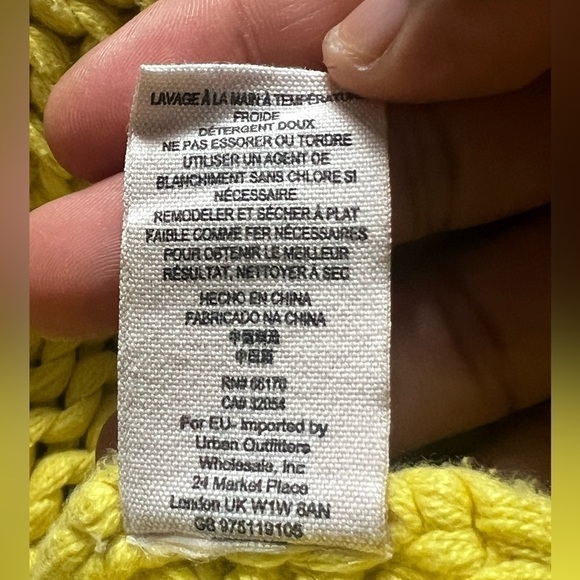 LAVAGE À LA MAIN À TEMPÉRATURE
FROIDE
DÉTERGENT DOUX
NE PAS ESSORER OU TORDRE
UTILISER UN AGENT DE
BLANCHIMENT SANS CHLORE SI
NÉCESSAIRE
REMODELER ET SÉCHER À PLAT
FAIBLE COMME FER NÉCESSAIRES
POUR OBTENIR LE MEILLEUR
RÉSULTAT, NETTOYER À SEC
HECHO EN CHINA
FABRICADO NA CHINA
中國制造
中国製
RN# 66170
CA# 32054
For EU- Imported by
Urban Outfitters
Wholesale, Inc
24 Market Place
London UK W1W 8AN
GB 975119105